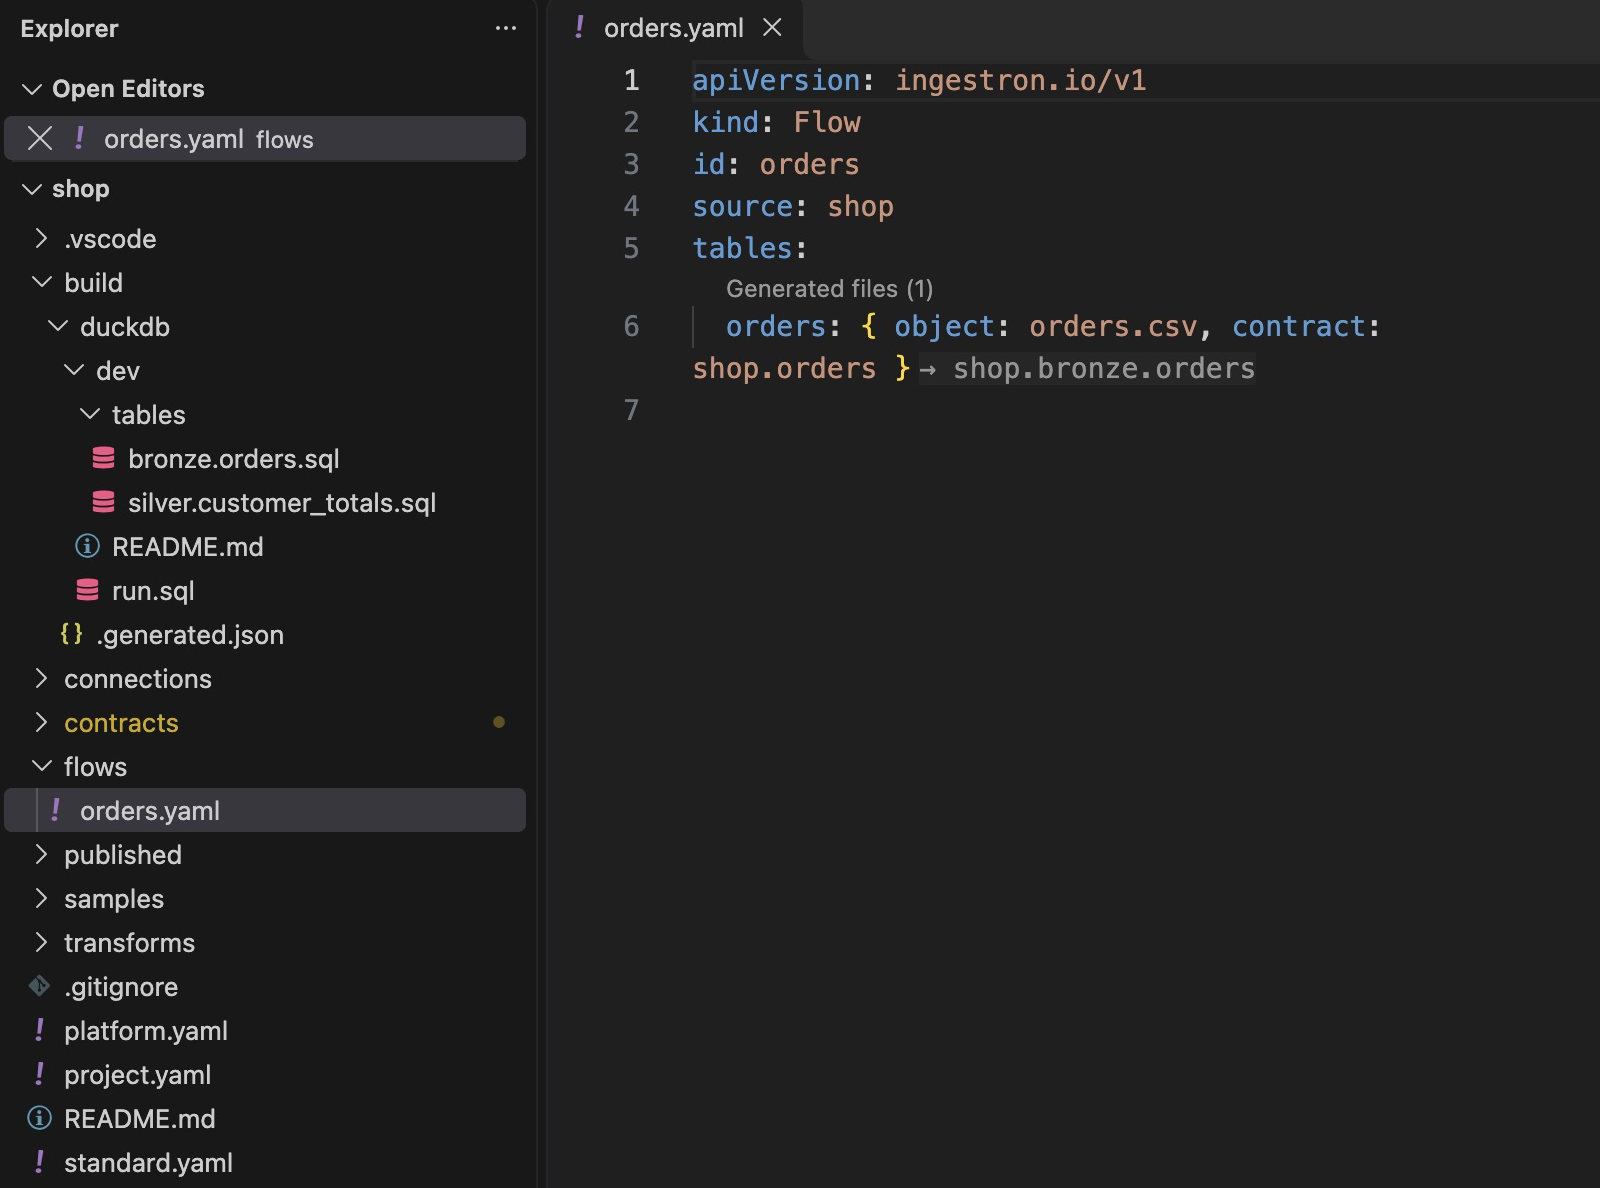 Explorer
Open Editors
orders.yaml flows
shop
.vscode
build
duckdb
dev
tables
bronze.orders.sql
silver.customer_totals.sql
README.md
run.sql
{} .generated.json
connections
contracts
flows
! orders.yaml
published
samples
transforms
.gitignore
! platform.yaml
! project.yaml
README.md
! standard.yaml
! orders.yaml
1 apiVersion: ingestron.io/v1
2 kind: Flow
3 id: orders
4 source: shop
5 tables:
Generated files (1)
6 orders: { object: orders.csv, contract:
shop.orders }→ shop.bronze.orders
7